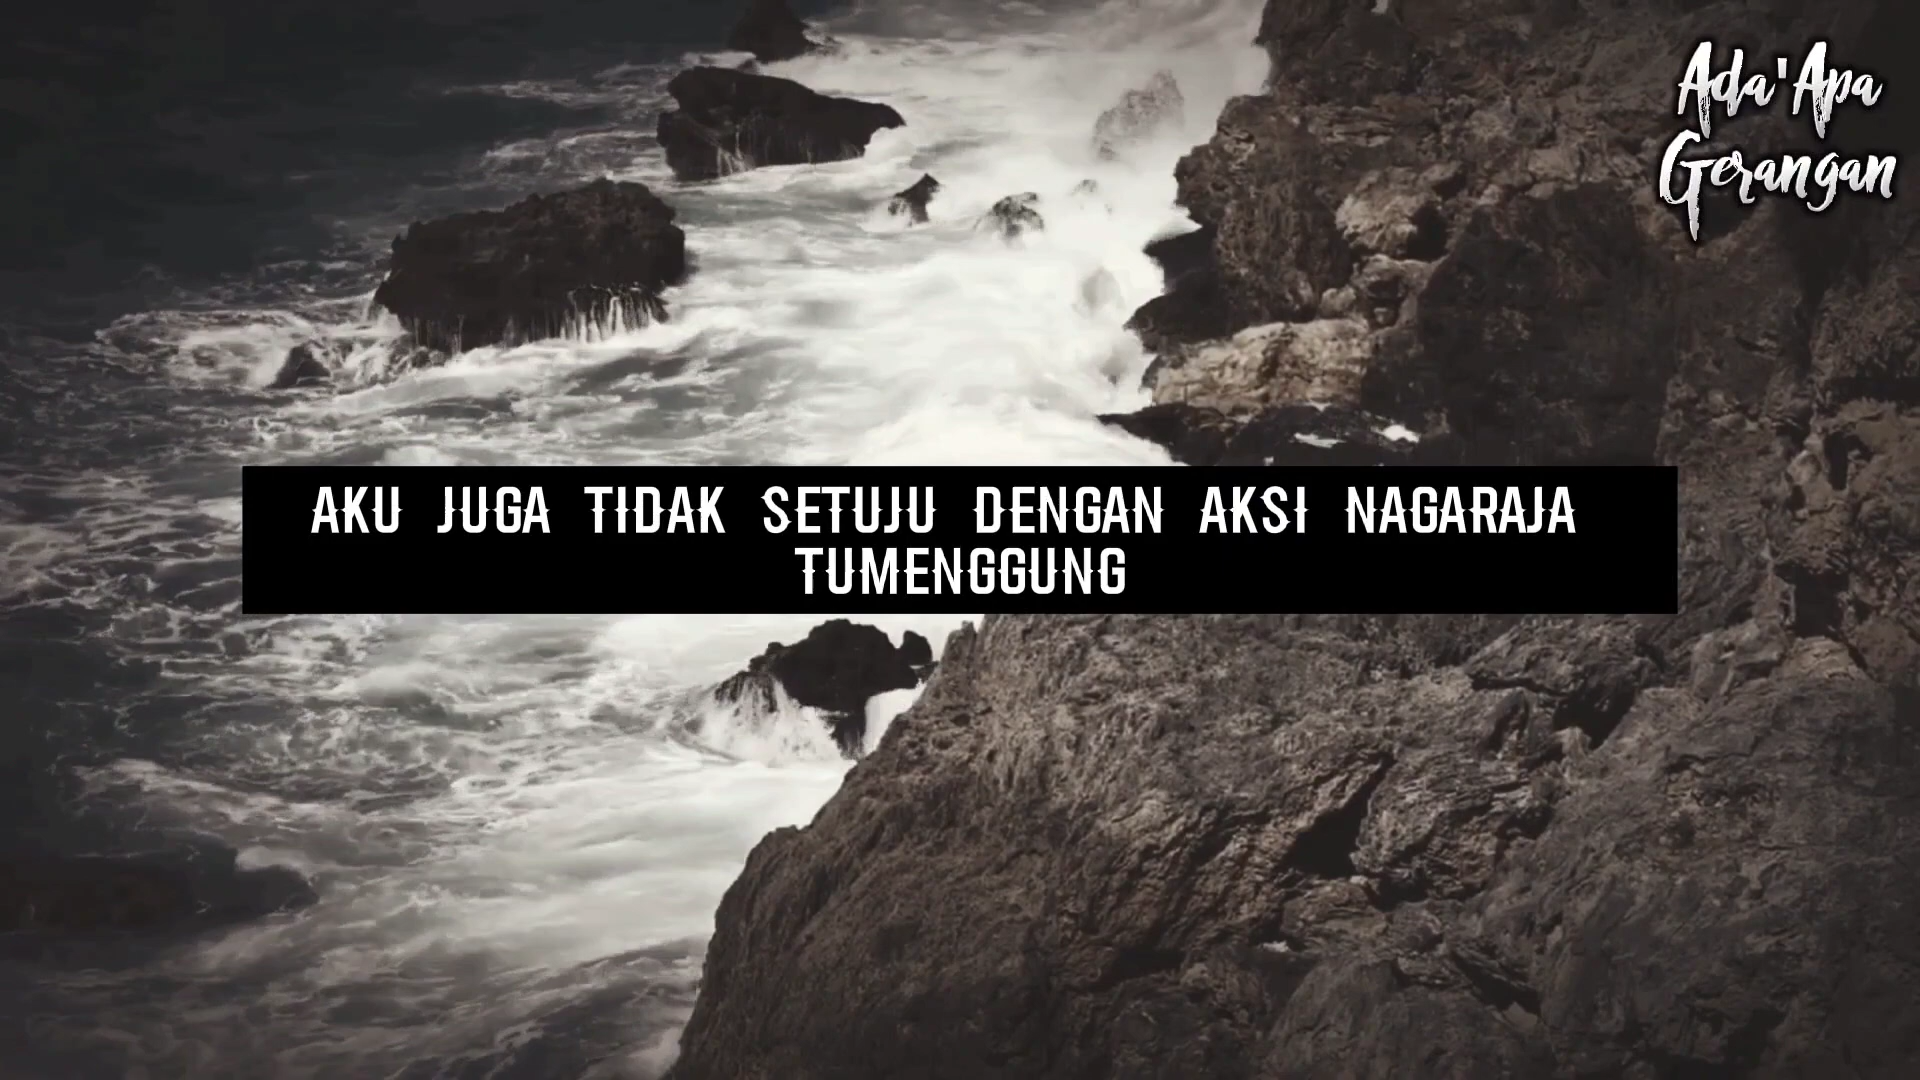 Ada'Apa
Gerangan
AKU JUGA TIDAK SETUJU DENGAN AKSI NAGARAJA
TUMENGGUNG